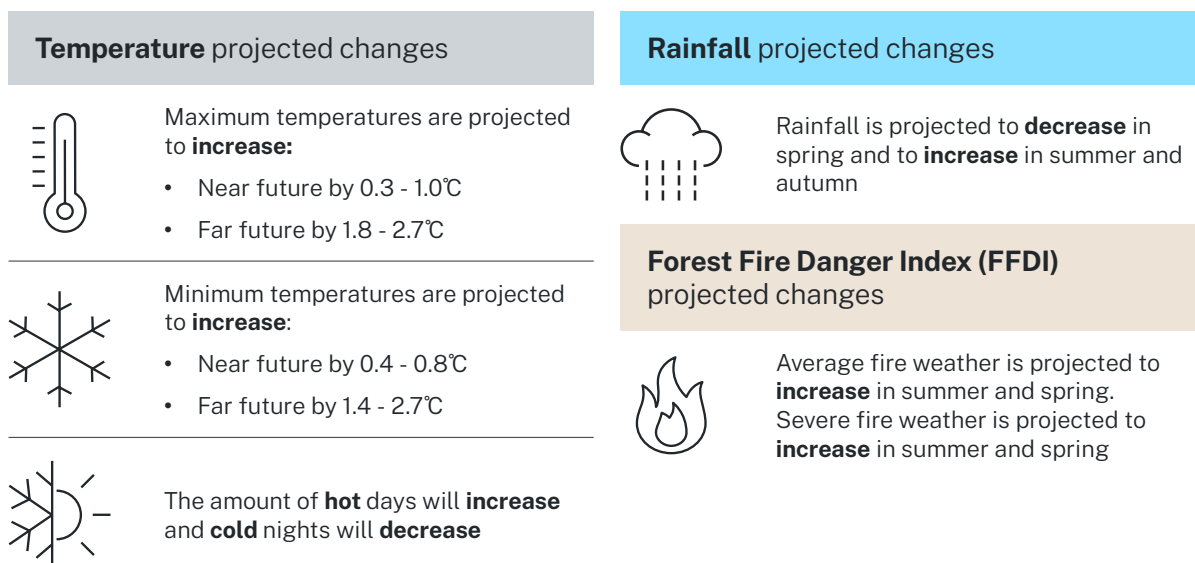 Temperature projected changes
Maximum temperatures are projected
to increase:
• Near future by 0.3 - 1.0℃
• Far future by 1.8 - 2.7℃
Minimum temperatures are projected
to increase:
• Near future by 0.4 - 0.8℃
• Far future by 1.4 - 2.7℃
The amount of hot days will increase
and cold nights will decrease
Rainfall projected changes
Rainfall is projected to decrease in
spring and to increase in summer and
autumn
Forest Fire Danger Index (FFDI)
projected changes
Average fire weather is projected to
increase in summer and spring.
Severe fire weather is projected to
increase in summer and spring